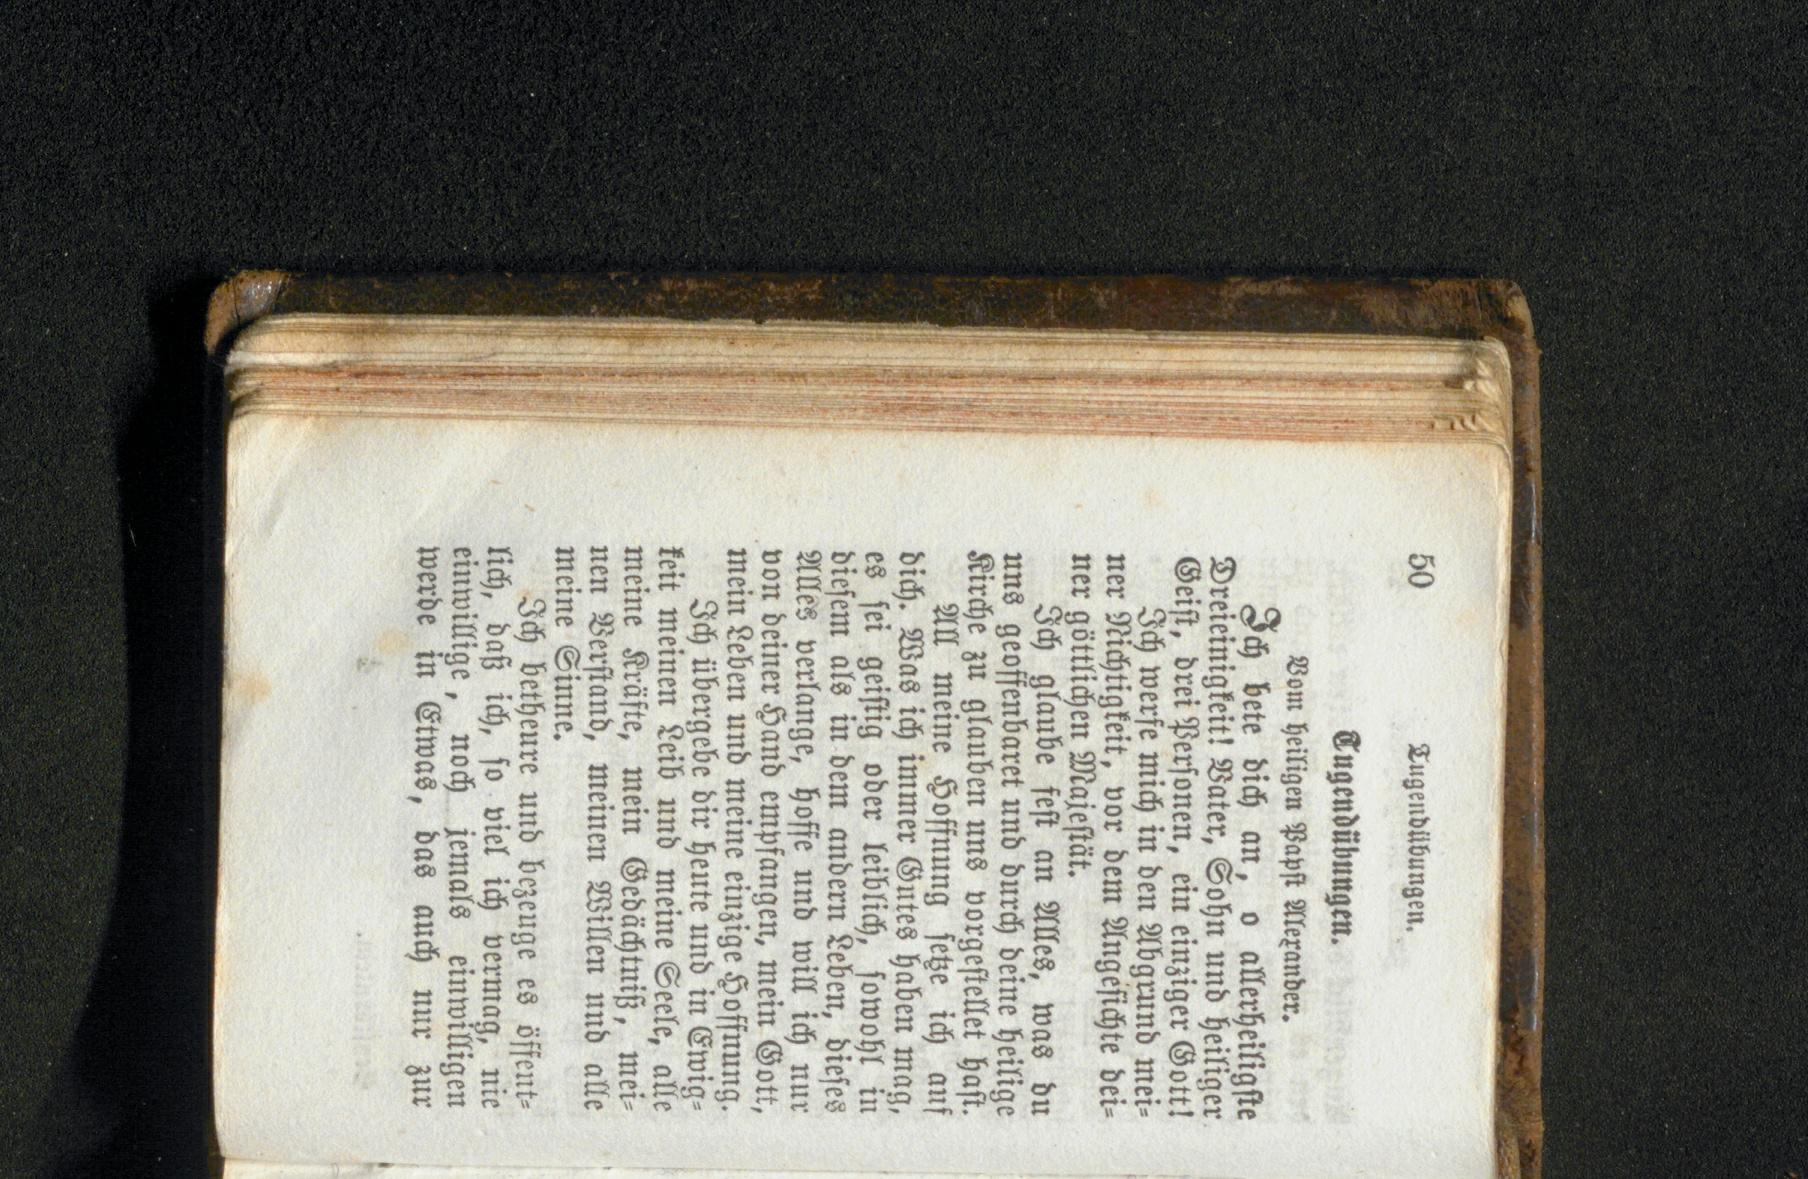 50
Tugendübungen.
Tugendübungen.
Vom heiligen Papst Alexander.
Ich bete dich an, o allerheiligste
Dreieinigkeit! Vater, Sohn und heiliger
Geist, drei Personen, ein einziger Gott!
Ich werfe mich in den Abgrund mei-
ner Nichtigkeit, vor dem Angesichte dei-
ner göttlichen Majestät.
Ich glaube fest an Alles, was du
uns geoffenbaret und durch deine heilige
Kirche zu glauben uns vorgestellet hast.
All meine Hoffnung setze ich auf
dich. Was ich immer Gutes haben mag,
es sei geistig oder leiblich, sowohl in
diesem als in dem andern Leben, dieses
Alles verlange, hoffe und will ich nur
von deiner Hand empfangen, mein Gott,
mein Leben und meine einzige Hoffnung.
Ich übergebe dir heute und in Ewig-
keit meinen Leib und meine Seele, alle
meine Kräfte, mein Gedächtniß, mei-
nen Verstand, meinen Willen und alle
meine Sinne.
Ich betheure und bezeuge es öffent-
lich, daß ich, so viel ich vermag, nie
einwillige, noch jemals einwilligen
werde in Etwas, das auch nur zur